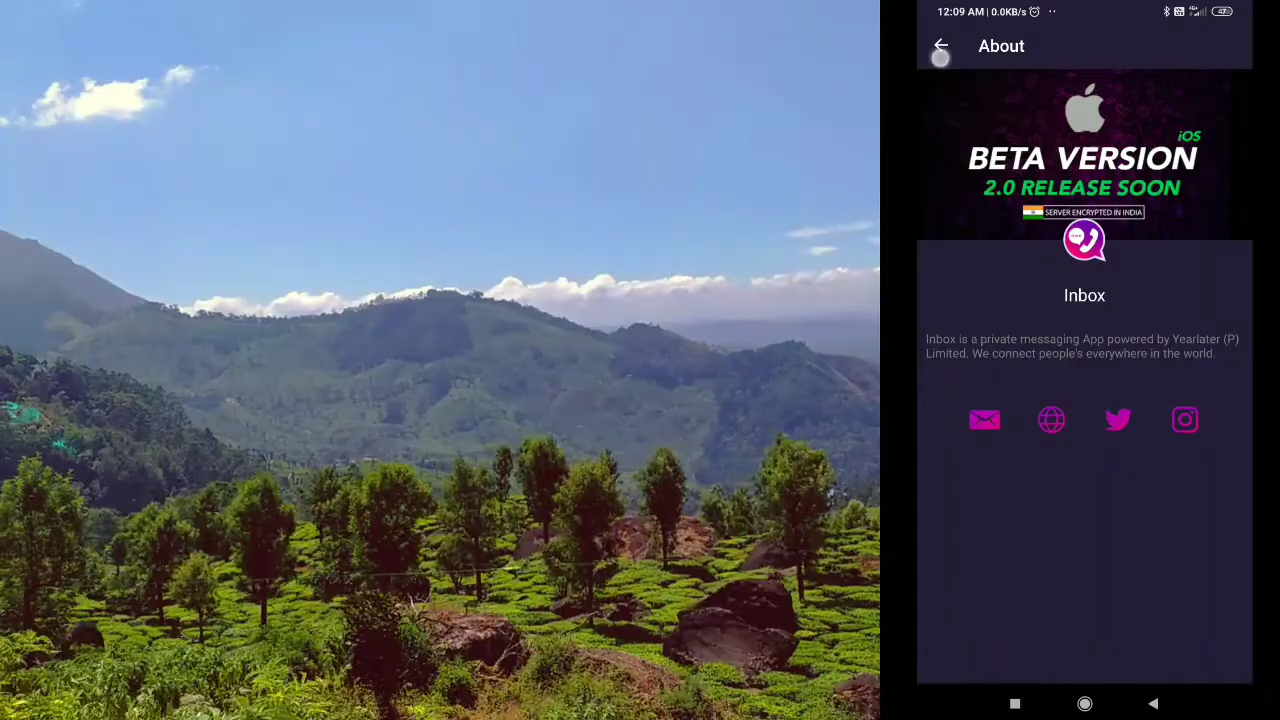 12:09 AM | 0.0KB/s
47
About
iOS
BETA VERSION
2.0 RELEASE SOON
SERVER ENCRYPTED IN INDIA
Inbox
Inbox is a private messaging App powered by Yearlater (P)
Limited. We connect people's everywhere in the world.